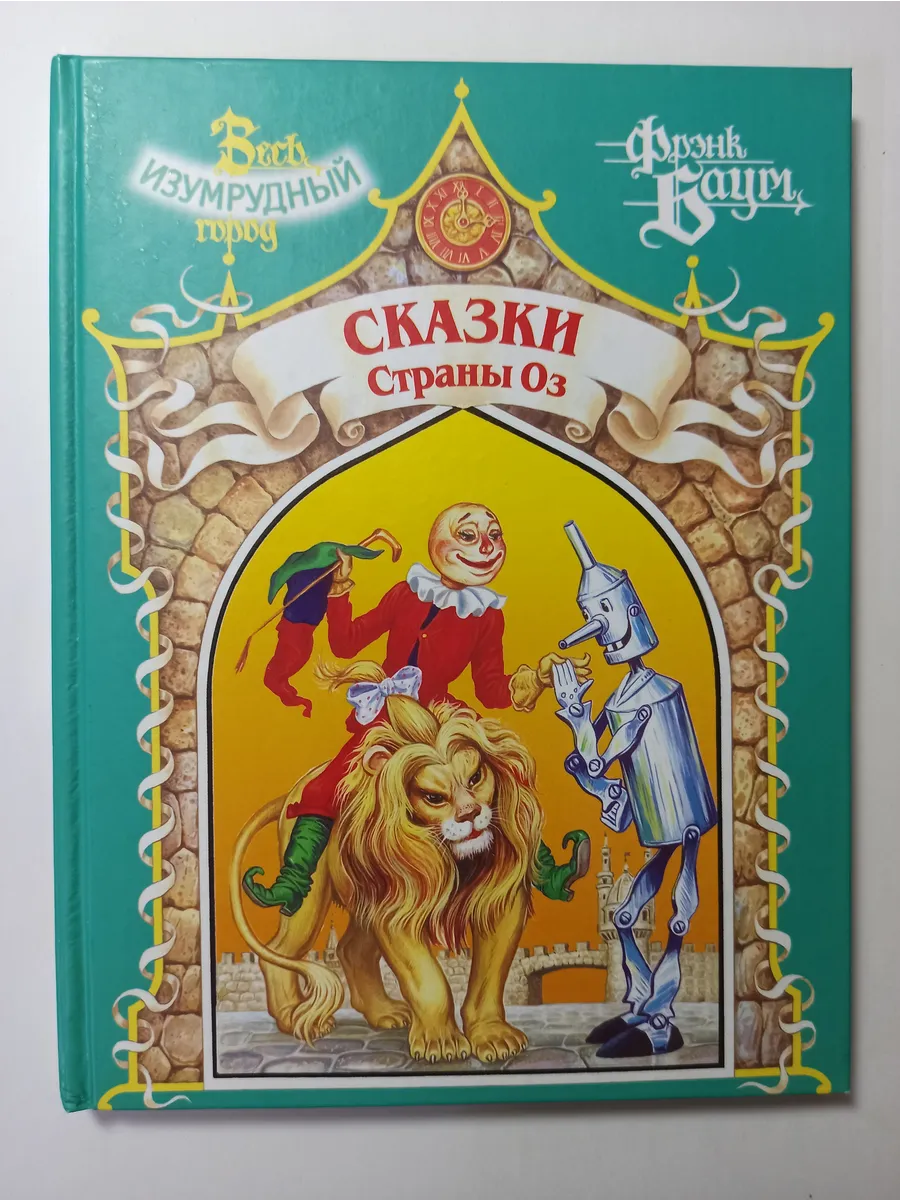 Весь
ИЗУМРУДНЫЙ
город
Фрэнк
Баум
СКАЗКИ
Страны Оз